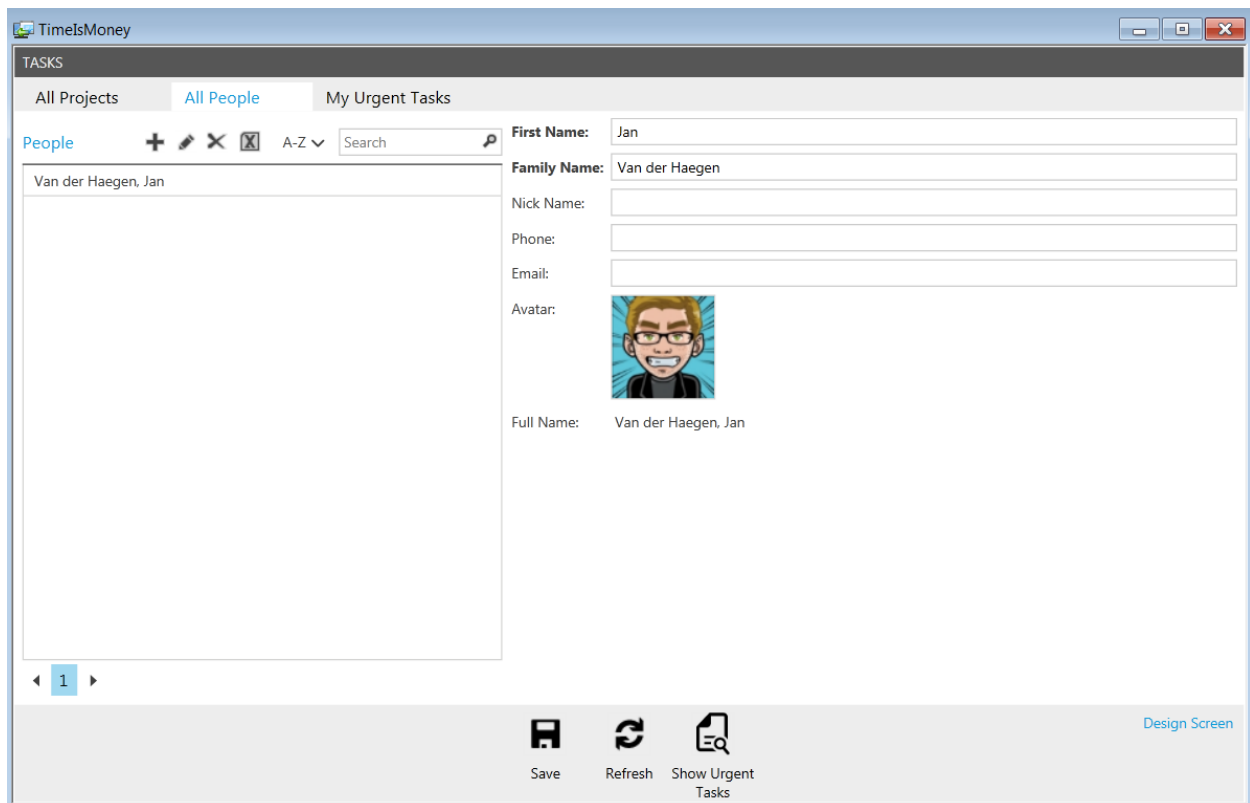 TimeIsMoney
TASKS
All Projects
All People
My Urgent Tasks
People
A-Z
Search
Van der Haegen, Jan
First Name:
Jan
Family Name:
Van der Haegen
Nick Name:
Phone:
Email:
Avatar:
Full Name:
Van der Haegen, Jan
1
Save
Refresh
Show Urgent
Tasks
Design Screen